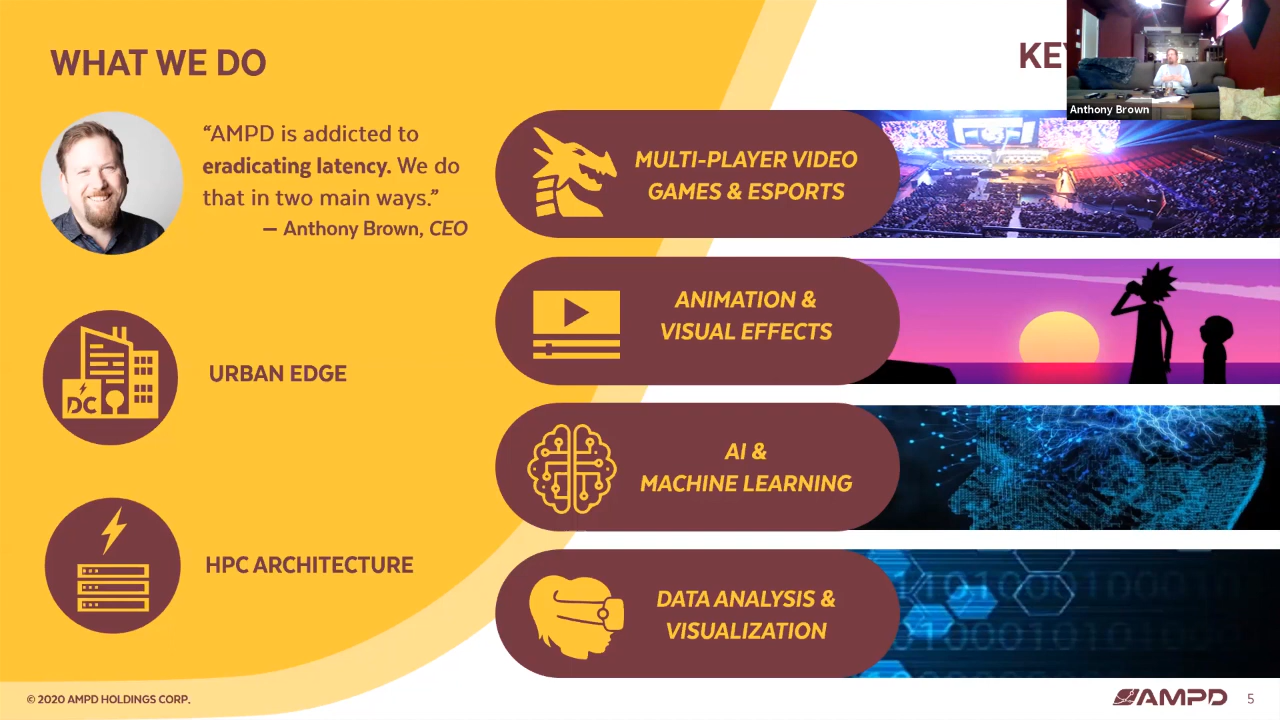 WHAT WE DO
“AMPD is addicted to
eradicating latency. We do
that in two main ways.”
– Anthony Brown, CEO
DC
URBAN EDGE
HPC ARCHITECTURE
KEY
Anthony Brown
MULTI-PLAYER VIDEO
GAMES & ESPORTS
ANIMATION &
VISUAL EFFECTS
AI &
MACHINE LEARNING
DATA ANALYSIS &
VISUALIZATION
© 2020 AMPD HOLDINGS CORP.
AMPD
5